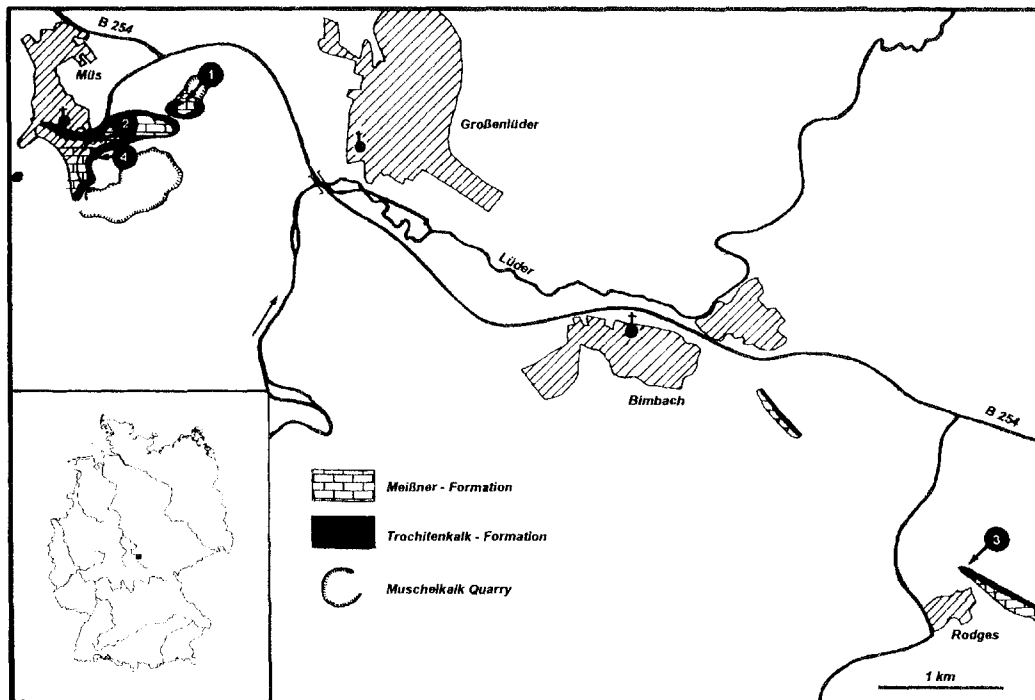 B 254
Müs
1
2
4
Großenlüder
Lüder
Bimbach
B 254
Meißner - Formation
Trochitenkalk - Formation
Muschelkalk Quarry
3
Rodges
1 km